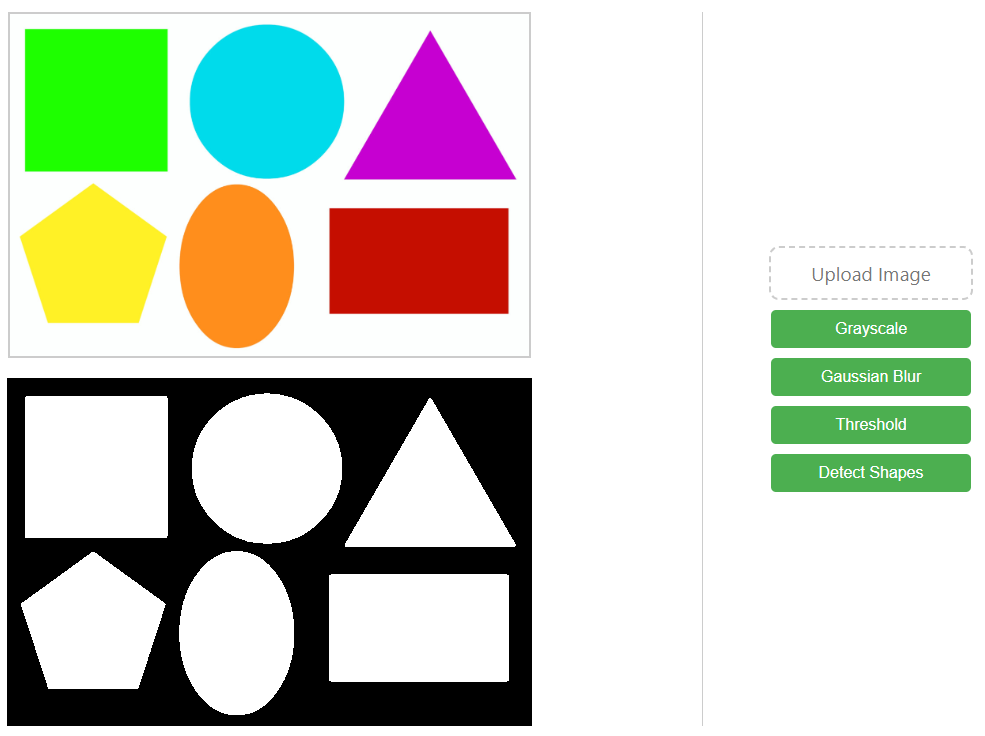 Upload Image
Grayscale
Gaussian Blur
Threshold
Detect Shapes